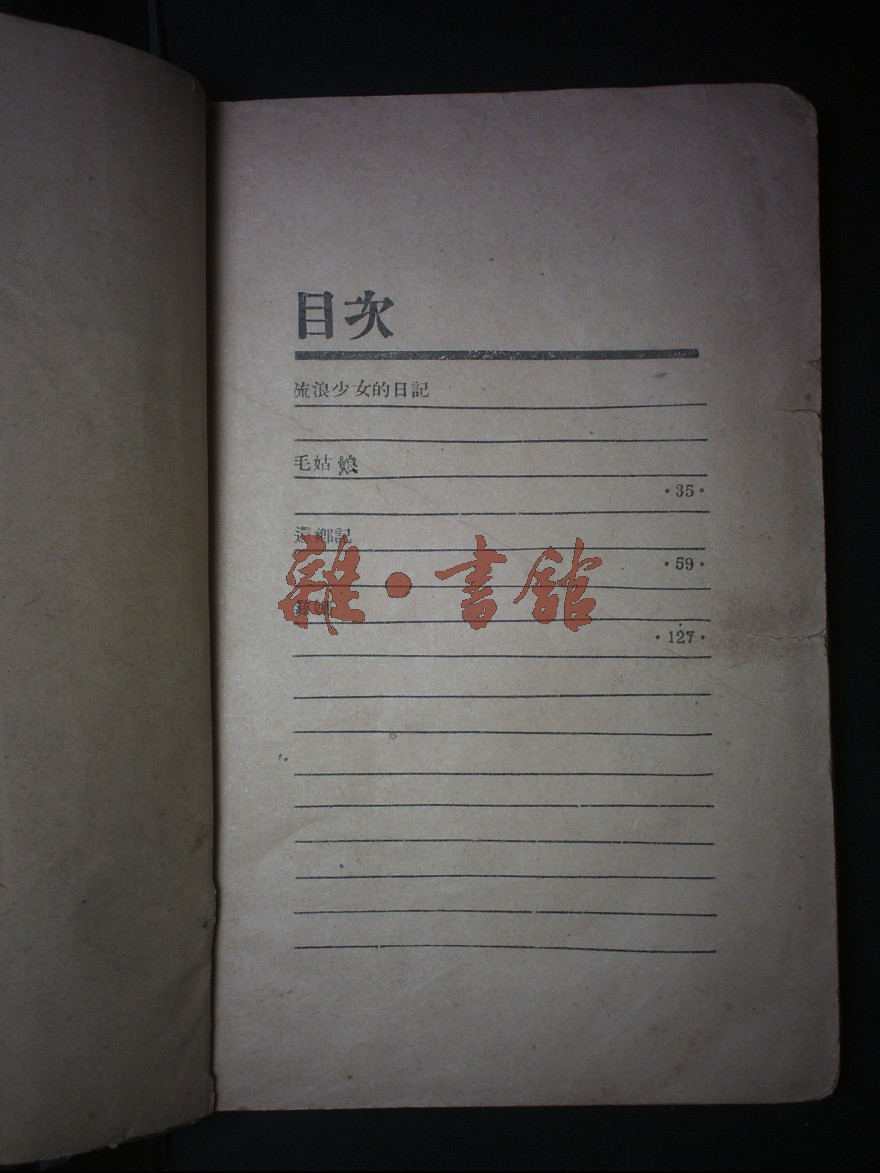 目次
流浪少女的日記
毛姑娘
·35·
還鄉記
·59·
雜·書館
·127·